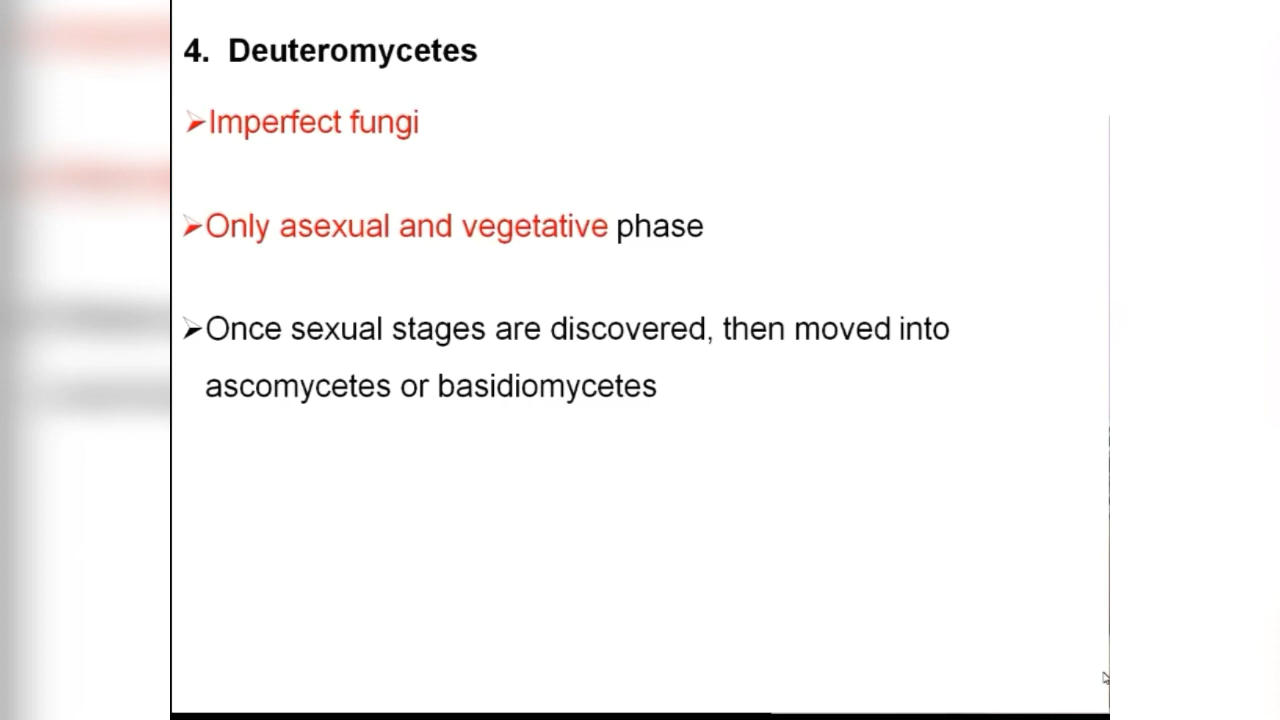 4. Deuteromycetes
➢Imperfect fungi
➢Only asexual and vegetative phase
➢Once sexual stages are discovered, then moved into
ascomycetes or basidiomycetes